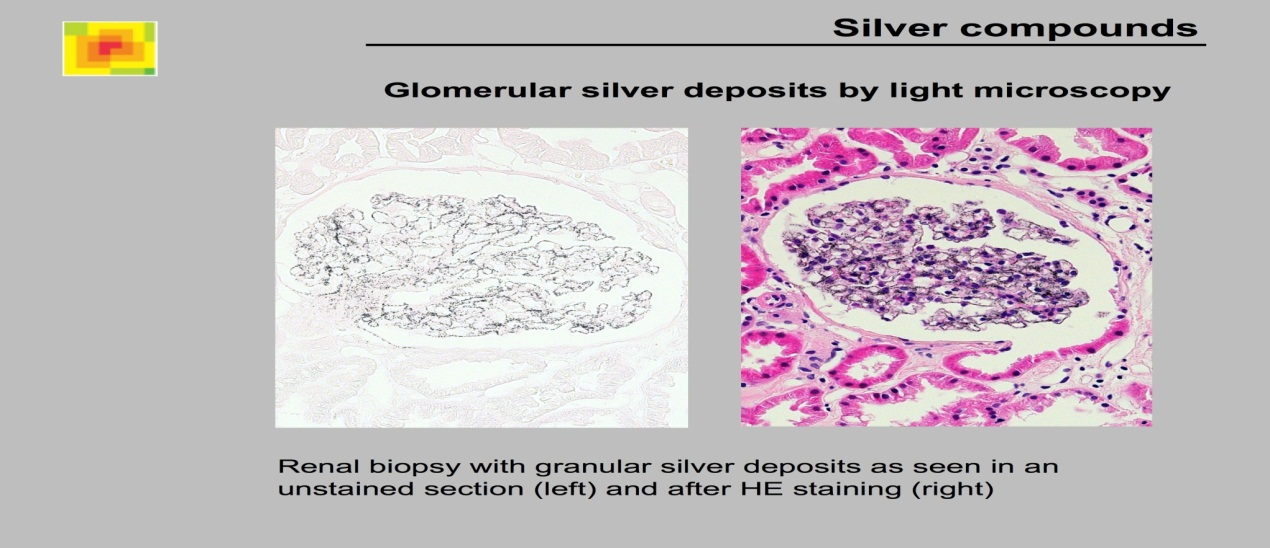 Silver compounds
Glomerular silver deposits by light microscopy
Renal biopsy with granular silver deposits as seen in an
unstained section (left) and after HE staining (right)